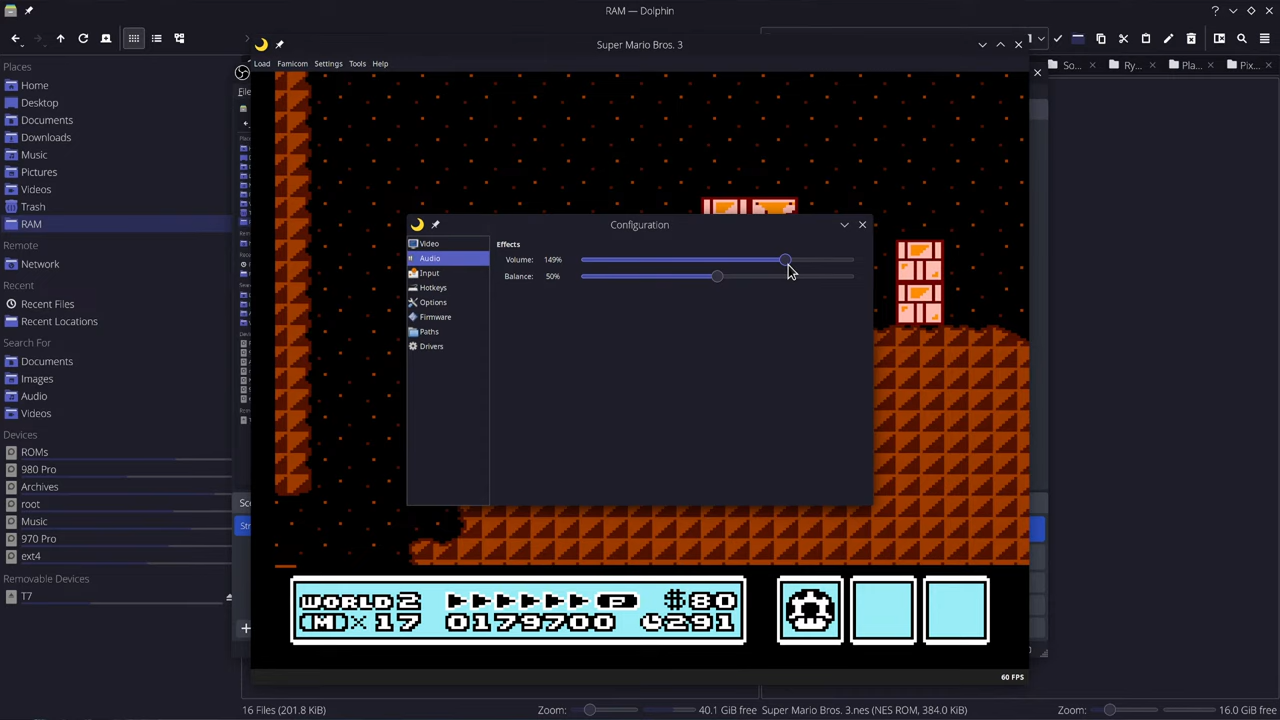 RAM — Dolphin
Super Mario Bros. 3
Load Famicom Settings Tools Help
So... Ry... Pla... Pix...
Places
Home
Desktop
Documents
Downloads
Music
Pictures
Videos
Trash
RAM
Remote
Network
Recent
Recent Files
Recent Locations
Search For
Documents
Images
Audio
Videos
Devices
ROMs
980 Pro
Archives
root
Music
970 Pro
ext4
Removable Devices
T7
Configuration
Video
Audio
Input
Hotkeys
Options
Firmware
Paths
Drivers
Effects
Volume: 149%
Balance: 50%
WORLD 2 P #80
(M)× 17 0179700 291
60 FPS
16 Files (201.8 KiB) Zoom: 40.1 GiB free Super Mario Bros. 3.nes (NES ROM, 384.0 KiB) Zoom: 16.0 GiB free